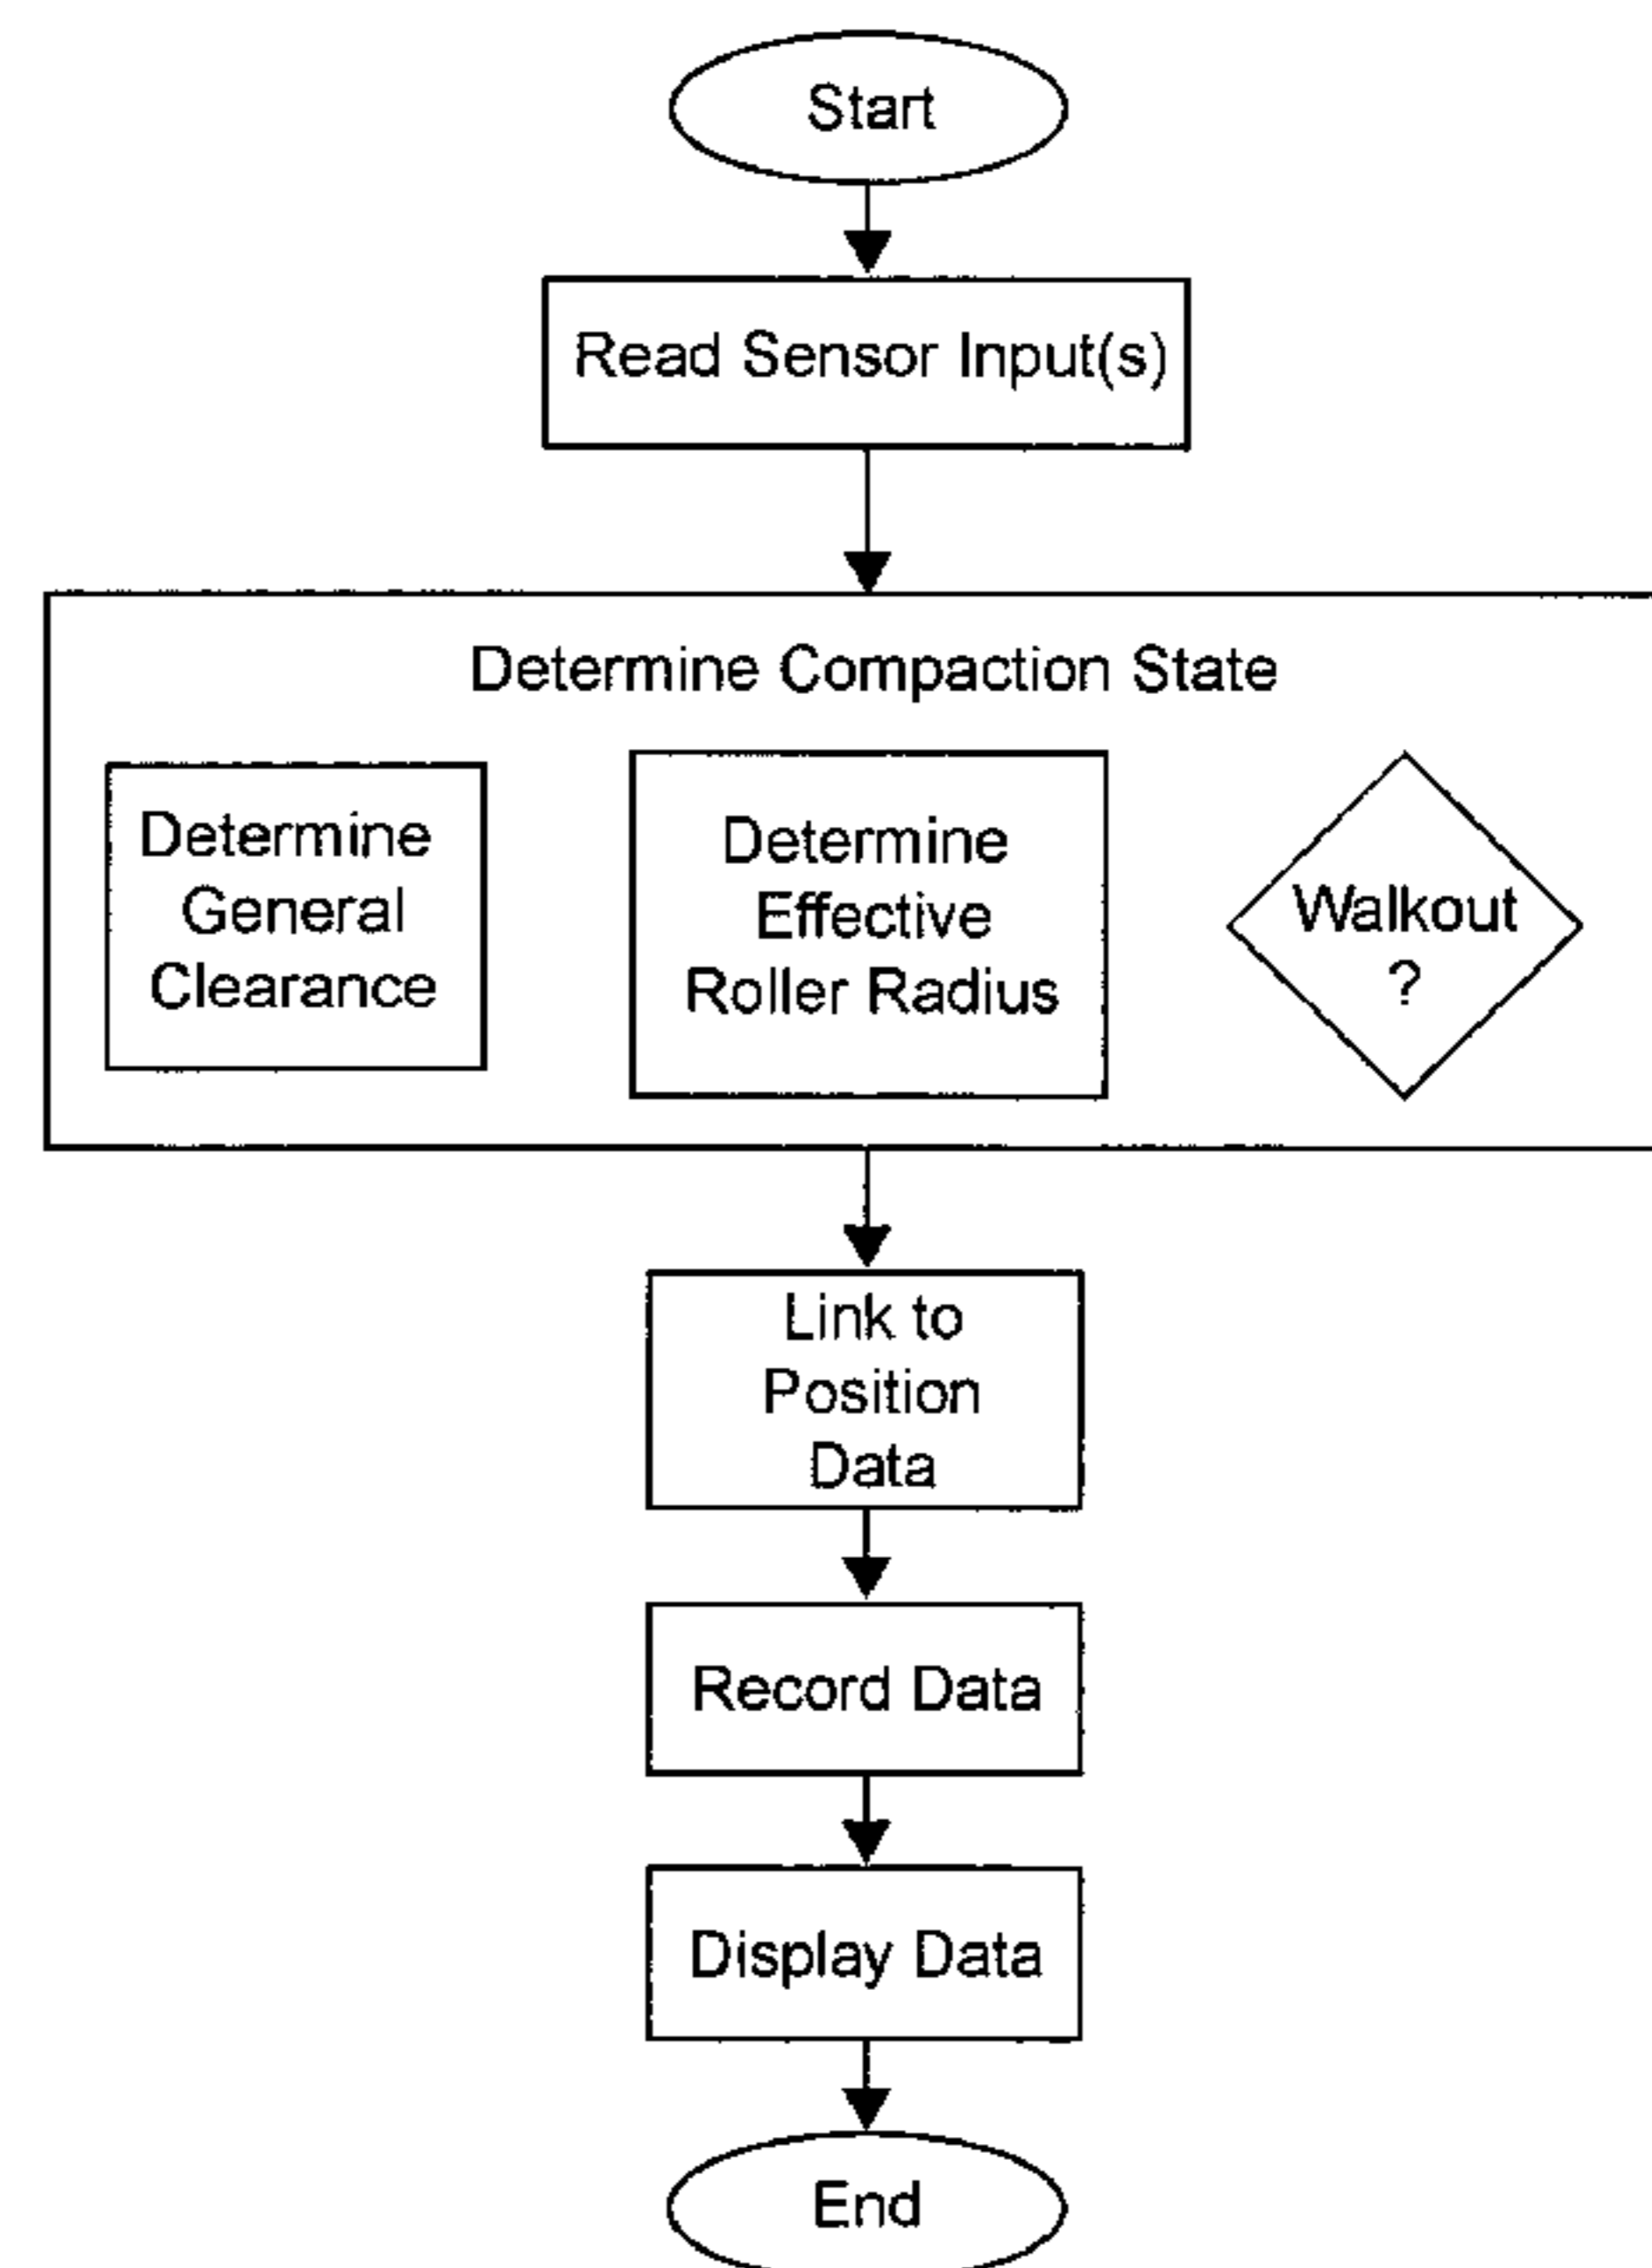 Start
Read Sensor Input(s)
Determine Compaction State
Determine
General
Clearance
Determine
Effective
Roller Radius
Walkout
?
Link to
Position
Data
Record Data
Display Data
End